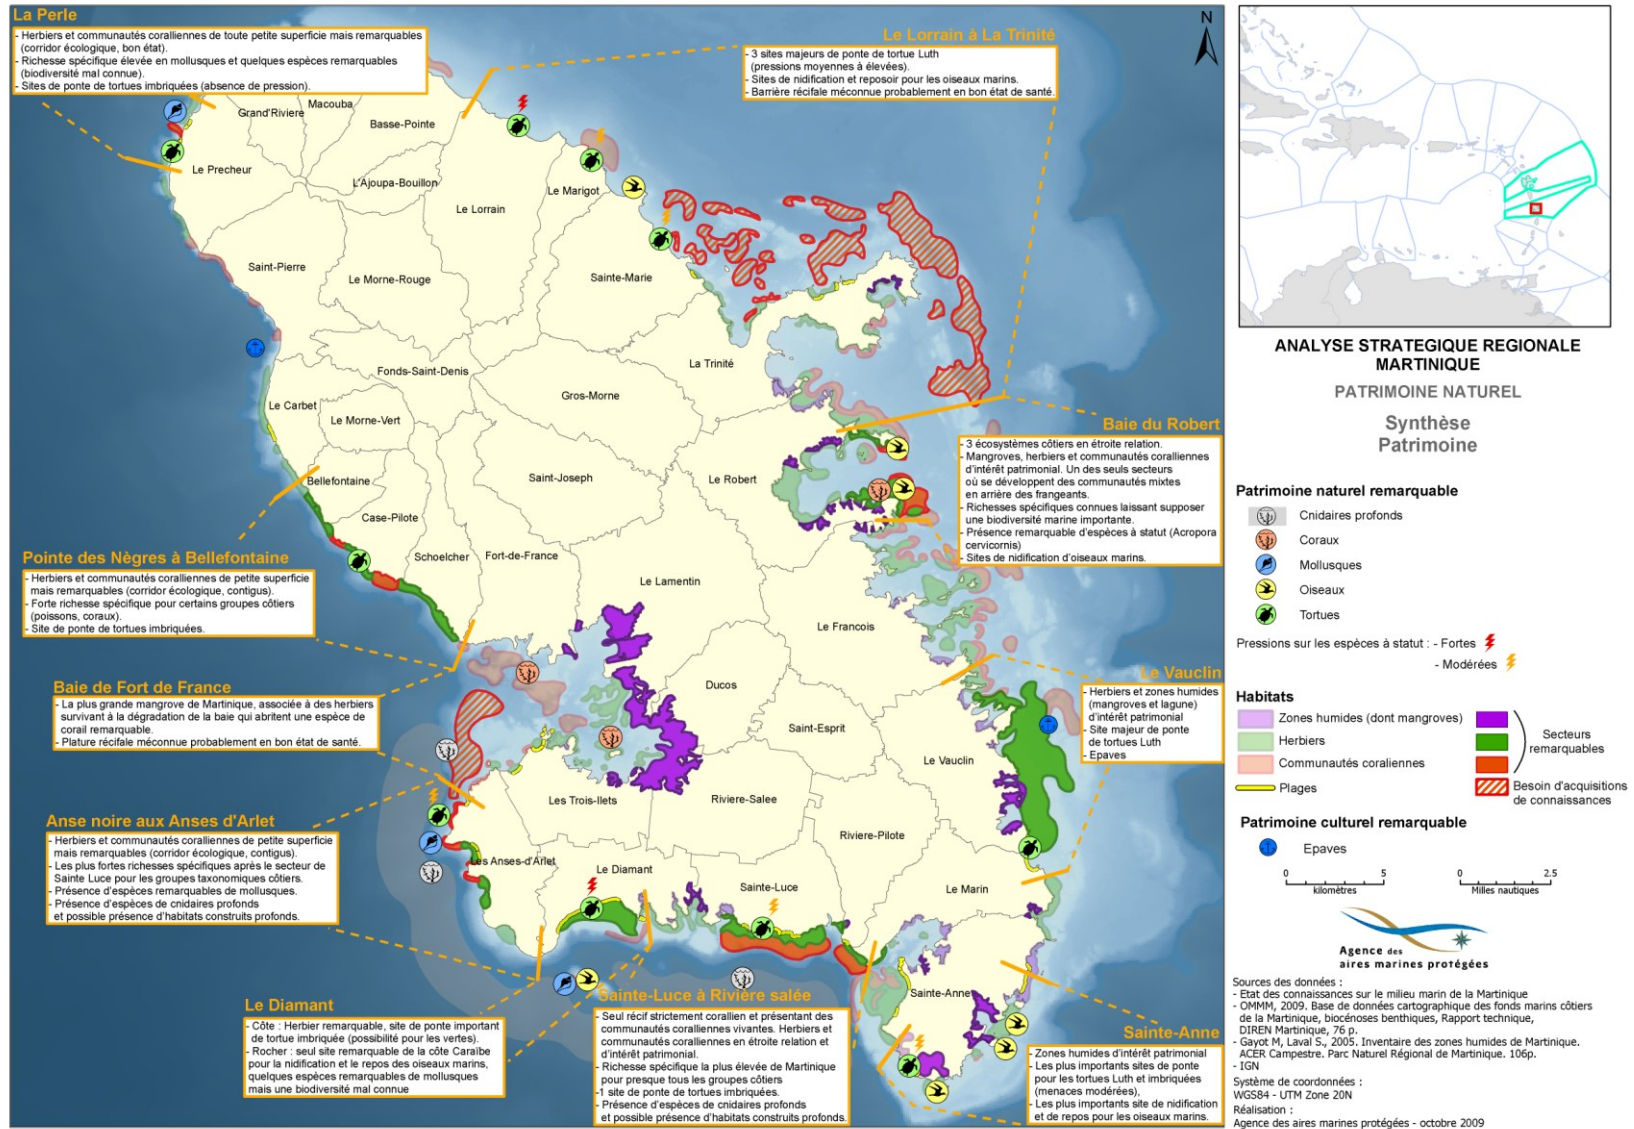 La Perle
- Herbiers et communautés coralliennes de toute petite superficie mais remarquables
(corridor écologique, bon état).
- Richesse spécifique élevée en mollusques et quelques espèces remarquables
(biodiversité mal connue).
- Sites de ponte de tortues imbriquées (absence de pression).
Le Lorrain à La Trinité
- 3 sites majeurs de ponte de tortue Luth
(pressions moyennes à élevées).
- Sites de nidification et reposoir pour les oiseaux marins.
- Barrière récifale méconnue probablement en bon état de santé.
N
Grand'Riviere
Macouba
Basse-Pointe
Le Precheur
L'Ajoupa-Bouillon
Le Lorrain
Le Marigot
Saint-Pierre
Le Morne-Rouge
Sainte-Marie
Fonds-Saint-Denis
La Trinité
Le Carbet
Le Morne-Vert
Gros-Morne
Bellefontaine
Saint-Joseph
Le Robert
Case-Pilote
Schoelcher
Fort-de-France
Le Lamentin
Le Francois
Ducos
Saint-Esprit
Le Vauclin
Les Trois-Ilets
Riviere-Salee
Riviere-Pilote
Les Anses-d'Arlet
Le Diamant
Sainte-Luce
Le Marin
Sainte-Anne
Baie du Robert
- 3 écosystèmes côtiers en étroite relation.
- Mangroves, herbiers et communautés coralliennes
d'intérêt patrimonial. Un des seuls secteurs
où se développent des communautés mixtes
en arrière des frangeants.
- Richesses spécifiques connues laissant supposer
une biodiversité marine importante.
- Présence remarquable d'espèces à statut (Acropora
cervicornis)
- Sites de nidification d'oiseaux marins.
Pointe des Nègres à Bellefontaine
- Herbiers et communautés coralliennes de petite superficie
mais remarquables (corridor écologique, contigus).
- Forte richesse spécifique pour certains groupes côtiers
(poissons, coraux).
- Site de ponte de tortues imbriquées.
Baie de Fort de France
- La plus grande mangrove de Martinique, associée à des herbiers
survivant à la dégradation de la baie qui abritent une espèce de
corail remarquable.
- Plature récifale méconnue probablement en bon état de santé.
Le Vauclin
- Herbiers et zones humides
(mangroves et lagune)
d'intérêt patrimonial
- Site majeur de ponte
de tortues Luth
- Epaves
Anse noire aux Anses d'Arlet
- Herbiers et communautés coralliennes de petite superficie
mais remarquables (corridor écologique, contigus).
- Les plus fortes richesses spécifiques après le secteur de
Sainte Luce pour les groupes taxonomiques côtiers.
- Présence d'espèces remarquables de mollusques.
- Présence d'espèces de cnidaires profonds
et possible présence d'habitats construits profonds.
Le Diamant
- Côte : Herbier remarquable, site de ponte important
de tortue imbriquée (possibilité pour les vertes).
- Rocher : seul site remarquable de la côte Caraïbe
pour la nidification et le repos des oiseaux marins,
quelques espèces remarquables de mollusques
mais une biodiversité mal connue
Sainte-Luce à Rivière salée
- Seul récif strictement corallien et présentant des
communautés coralliennes vivantes. Herbiers et
communautés coralliennes en étroite relation et
d'intérêt patrimonial.
- Richesse spécifique la plus élevée de Martinique
pour presque tous les groupes côtiers
-1 site de ponte de tortues imbriquées.
- Présence d'espèces de cnidaires profonds
et possible présence d'habitats construits profonds.
Sainte-Anne
- Zones humides d'intérêt patrimonial
- Les plus importants sites de ponte
pour les tortues Luth et imbriquées
(menaces modérées),
- Les plus importants site de nidification
et de repos pour les oiseaux marins.
ANALYSE STRATEGIQUE REGIONALE
MARTINIQUE
PATRIMOINE NATUREL
Synthèse
Patrimoine
Patrimoine naturel remarquable
Cnidaires profonds
Coraux
Mollusques
Oiseaux
Tortues
Pressions sur les espèces à statut : - Fortes
- Modérées
Habitats
Zones humides (dont mangroves)
Herbiers
Communautés coraliennes
Plages
Secteurs
remarquables
Besoin d'acquisitions
de connaissances
Patrimoine culturel remarquable
Epaves
0 5
kilomètres
0 2.5
Milles nautiques
Agence des
aires marines protégées
Sources des données :
- Etat des connaissances sur le milieu marin de la Martinique
- OMMM, 2009. Base de données cartographique des fonds marins côtiers
de la Martinique, biocénoses benthiques, Rapport technique,
DIREN Martinique, 76 p.
- Gayot M, Laval S., 2005. Inventaire des zones humides de Martinique.
ACER Campestre. Parc Naturel Régional de Martinique. 106p.
- IGN
Système de coordonnées :
WGS84 - UTM Zone 20N
Réalisation :
Agence des aires marines protégées - octobre 2009